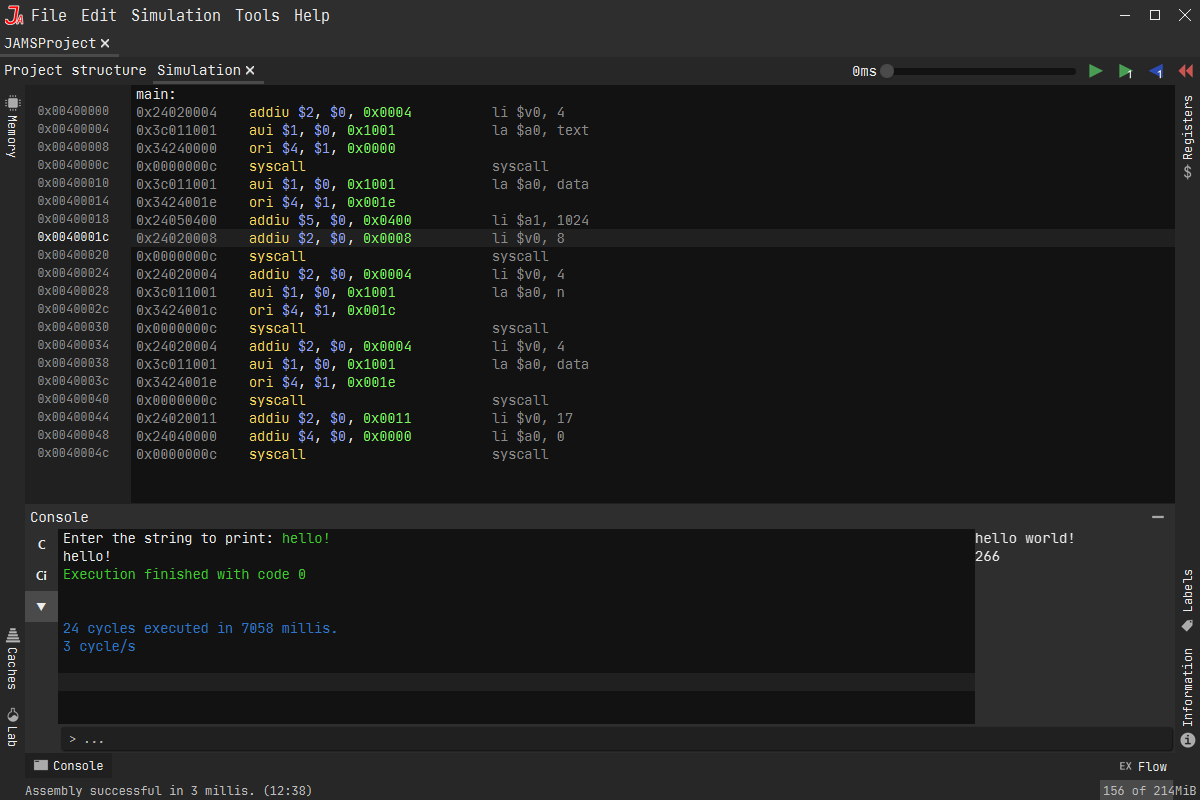 JA File Edit Simulation Tools Help
JAMSProject ×
Project structure Simulation × 0ms 1 1
main:
0x00400000 0x24020004 addiu $2, $0, 0x0004 li $v0, 4
0x00400004 0x3c011001 aui $1, $0, 0x1001 la $a0, text
0x00400008 0x34240000 ori $4, $1, 0x0000
0x0040000c 0x0000000c syscall syscall
0x00400010 0x3c011001 aui $1, $0, 0x1001 la $a0, data
0x00400014 0x3424001e ori $4, $1, 0x001e
0x00400018 0x24050400 addiu $5, $0, 0x0400 li $a1, 1024
0x0040001c 0x24020008 addiu $2, $0, 0x0008 li $v0, 8
0x00400020 0x0000000c syscall syscall
0x00400024 0x24020004 addiu $2, $0, 0x0004 li $v0, 4
0x00400028 0x3c011001 aui $1, $0, 0x1001 la $a0, n
0x0040002c 0x3424001c ori $4, $1, 0x001c
0x00400030 0x0000000c syscall syscall
0x00400034 0x24020004 addiu $2, $0, 0x0004 li $v0, 4
0x00400038 0x3c011001 aui $1, $0, 0x1001 la $a0, data
0x0040003c 0x3424001e ori $4, $1, 0x001e
0x00400040 0x0000000c syscall syscall
0x00400044 0x24020011 addiu $2, $0, 0x0011 li $v0, 17
0x00400048 0x24040000 addiu $4, $0, 0x0000 li $a0, 0
0x0040004c 0x0000000c syscall syscall
Memory
Registers
$
Console
C
Ci
Enter the string to print: hello!
hello!
Execution finished with code 0
24 cycles executed in 7058 millis.
3 cycle/s
hello world!
266
Caches
Lab
Labels
Information
> ...
Console
EX Flow
Assembly successful in 3 millis. (12:38)
156 of 214MiB